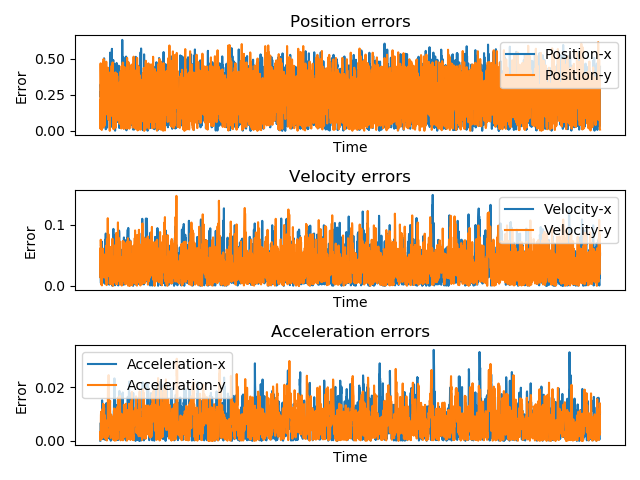 Position errors
0.50
0.25
0.00
Error
Position-x
Position-y
Time
Velocity errors
0.1
0.0
Error
Velocity-x
Velocity-y
Time
Acceleration errors
0.02
0.00
Error
Acceleration-x
Acceleration-y
Time